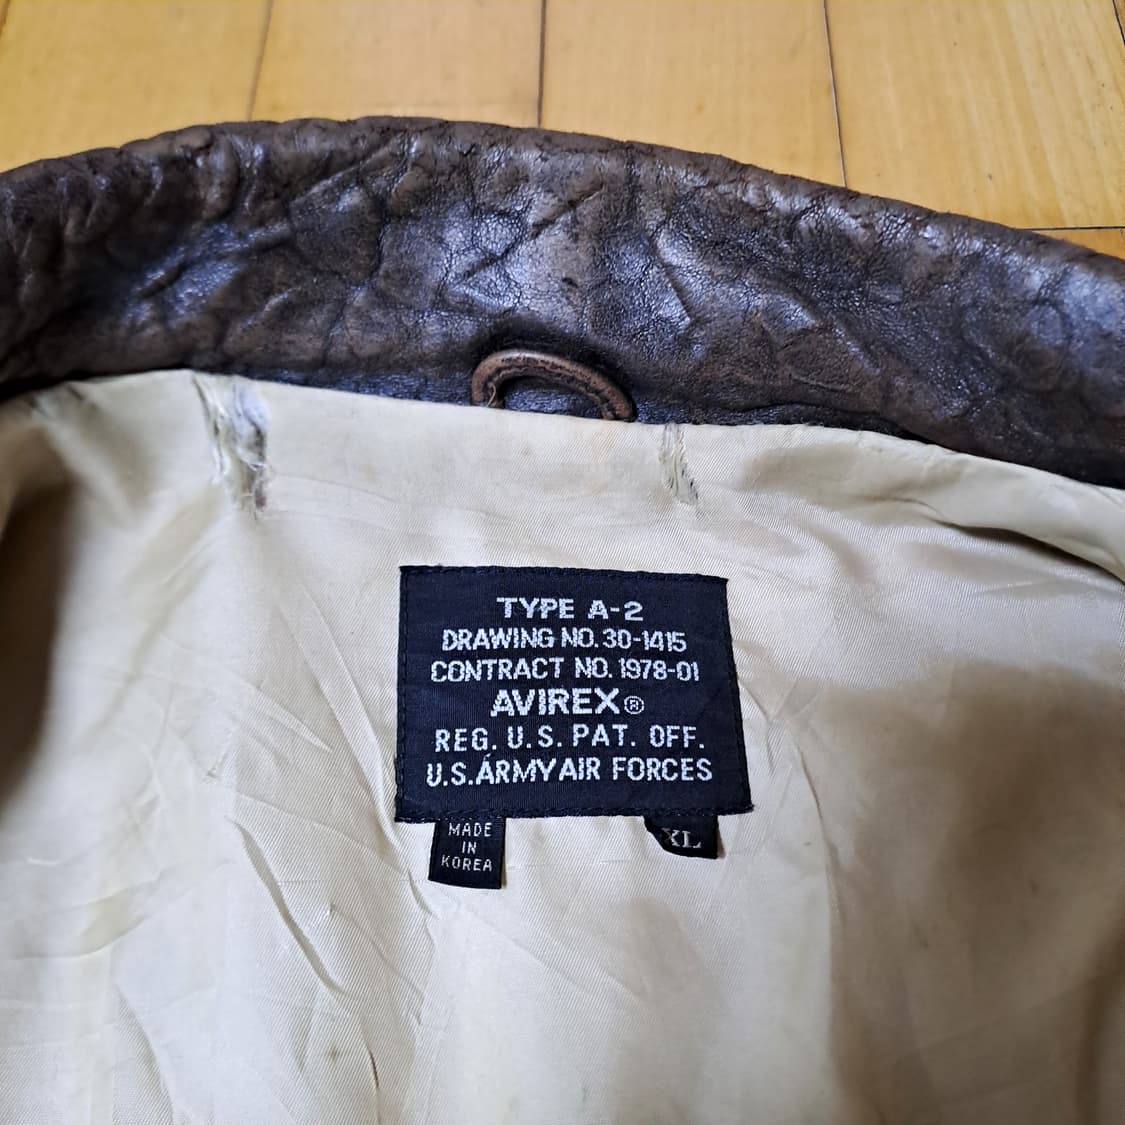 TYPE A-2
DRAWING NO. 30-1415
CONTRACT NO. 1978-01
AVIREX®
REG. U.S. PAT. OFF.
U.S. ARMY AIR FORCES
MADE
IN
KOREA
XL